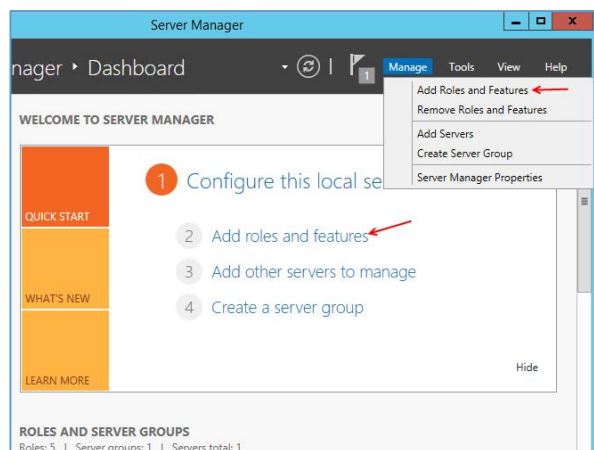 Server Manager
nager • Dashboard
1
Manage Tools View Help
Add Roles and Features
Remove Roles and Features
Add Servers
Create Server Group
Server Manager Properties
WELCOME TO SERVER MANAGER
QUICK START
WHAT'S NEW
LEARN MORE
1 Configure this local se
2 Add roles and features
3 Add other servers to manage
4 Create a server group
Hide
ROLES AND SERVER GROUPS
Roles: 5 | Server groups: 1 | Servers total: 1